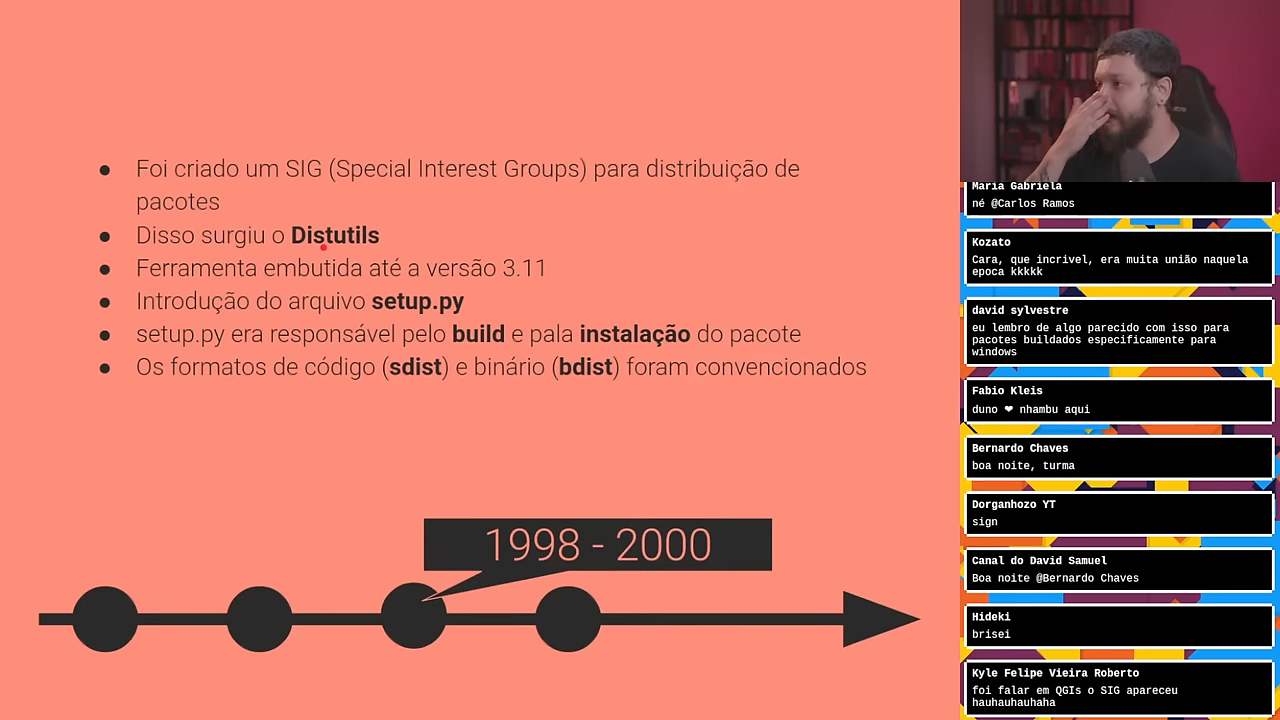 Foi criado um SIG (Special Interest Groups) para distribuição de
pacotes
Disso surgiu o Distutils
Ferramenta embutida até a versão 3.11
Introdução do arquivo setup.py
setup.py era responsável pelo build e pala instalação do pacote
Os formatos de código (sdist) e binário (bdist) foram convencionados
1998 - 2000
Maria Gabriela
né @Carlos Ramos
Kozato
Cara, que incrivel, era muita união naquela
epoca kkkkk
david sylvestre
eu lembro de algo parecido com isso para
pacotes buildados especificamente para
windows
Fabio Kleis
duno ❤ nhambu aqui
Bernardo Chaves
boa noite, turma
Dorganhozo YT
sign
Canal do David Samuel
Boa noite @Bernardo Chaves
Hideki
brisei
Kyle Felipe Vieira Roberto
foi falar em QGIs o SIG apareceu
hauhauhauhaha